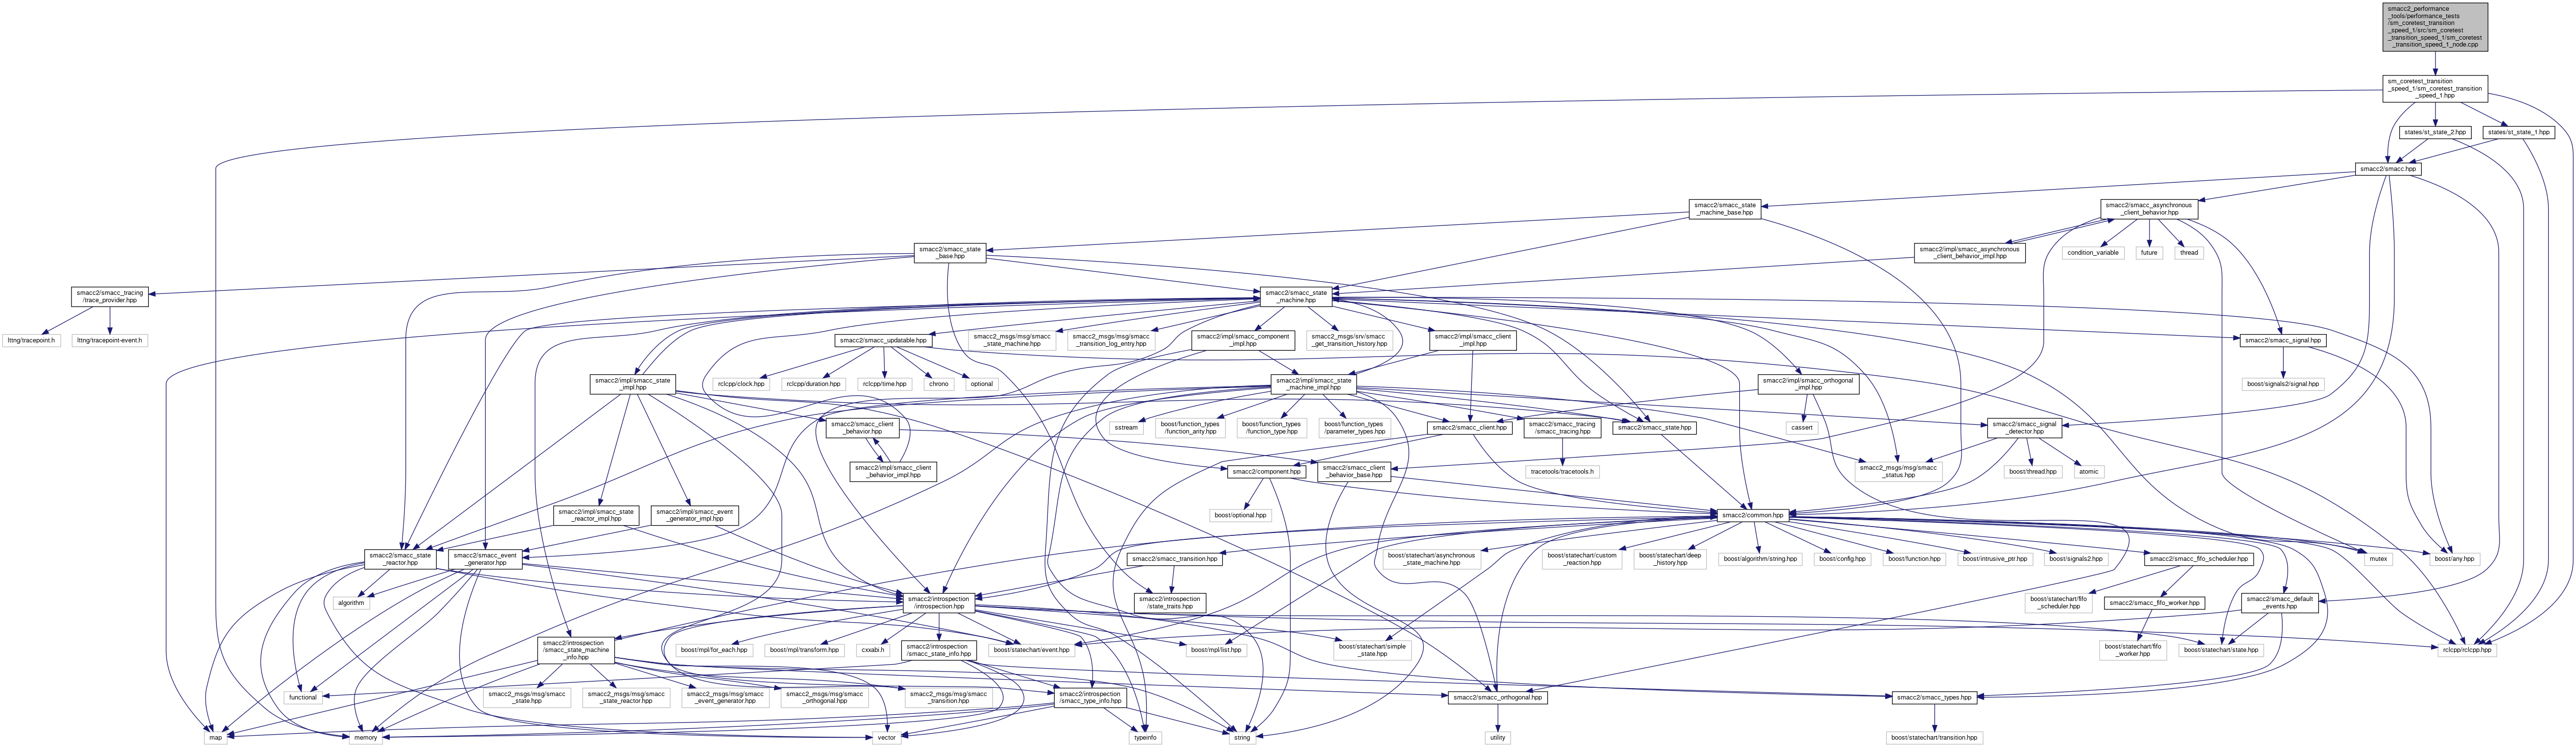 smacc2_performance
_tools/performance_tests
/sm_coretest_transition
_speed_1/src/sm_coretest
_transition_speed_1/sm_coretest
_transition_speed_1_node.cpp
sm_coretest_transition
_speed_1/sm_coretest_transition
_speed_1.hpp
states/st_state_2.hpp
states/st_state_1.hpp
smacc2/smacc.hpp
smacc2/smacc_state
_machine_base.hpp
smacc2/smacc_asynchronous
_client_behavior.hpp
smacc2/smacc_state
_base.hpp
smacc2/impl/smacc_asynchronous
_client_behavior_impl.hpp
condition_variable
future
thread
smacc2/smacc_tracing
/trace_provider.hpp
smacc2/smacc_state
_machine.hpp
lttng/tracepoint.h
lttng/tracepoint-event.h
smacc2/smacc_updatable.hpp
smacc2_msgs/msg/smacc
_state_machine.hpp
smacc2_msgs/msg/smacc
_transition_log_entry.hpp
smacc2/impl/smacc_component
_impl.hpp
smacc2_msgs/srv/smacc
_get_transition_history.hpp
smacc2/impl/smacc_client
_impl.hpp
smacc2/smacc_signal.hpp
smacc2/impl/smacc_state
_impl.hpp
rclcpp/clock.hpp
rclcpp/duration.hpp
rclcpp/time.hpp
chrono
optional
smacc2/impl/smacc_state
_machine_impl.hpp
smacc2/impl/smacc_orthogonal
_impl.hpp
boost/signals2/signal.hpp
smacc2/smacc_client
_behavior.hpp
sstream
boost/function_types
/function_arity.hpp
boost/function_types
/function_type.hpp
boost/function_types
/parameter_types.hpp
smacc2/smacc_client.hpp
smacc2/smacc_tracing
/smacc_tracing.hpp
smacc2/smacc_state.hpp
cassert
smacc2/smacc_signal
_detector.hpp
smacc2/impl/smacc_client
_behavior_impl.hpp
smacc2/component.hpp
smacc2/smacc_client
_behavior_base.hpp
tracetools/tracetools.h
smacc2_msgs/msg/smacc
_status.hpp
boost/thread.hpp
atomic
smacc2/impl/smacc_state
_reactor_impl.hpp
smacc2/impl/smacc_event
_generator_impl.hpp
boost/optional.hpp
smacc2/common.hpp
smacc2/smacc_state
_reactor.hpp
smacc2/smacc_event
_generator.hpp
smacc2/smacc_transition.hpp
boost/statechart/asynchronous
_state_machine.hpp
boost/statechart/custom
_reaction.hpp
boost/statechart/deep
_history.hpp
boost/algorithm/string.hpp
boost/config.hpp
boost/function.hpp
boost/intrusive_ptr.hpp
boost/signals2.hpp
smacc2/smacc_fifo_scheduler.hpp
mutex
boost/any.hpp
algorithm
smacc2/introspection
/introspection.hpp
smacc2/introspection
/state_traits.hpp
boost/statechart/fifo
_scheduler.hpp
smacc2/smacc_fifo_worker.hpp
smacc2/smacc_default
_events.hpp
smacc2/introspection
/smacc_state_machine
_info.hpp
boost/mpl/for_each.hpp
boost/mpl/transform.hpp
cxxabi.h
smacc2/introspection
/smacc_state_info.hpp
boost/statechart/event.hpp
boost/mpl/list.hpp
boost/statechart/simple
_state.hpp
boost/statechart/fifo
_worker.hpp
boost/statechart/state.hpp
rclcpp/rclcpp.hpp
functional
smacc2_msgs/msg/smacc
_state.hpp
smacc2_msgs/msg/smacc
_state_reactor.hpp
smacc2_msgs/msg/smacc
_event_generator.hpp
smacc2_msgs/msg/smacc
_orthogonal.hpp
smacc2_msgs/msg/smacc
_transition.hpp
smacc2/introspection
/smacc_type_info.hpp
smacc2/smacc_orthogonal.hpp
smacc2/smacc_types.hpp
map
memory
vector
typeinfo
string
utility
boost/statechart/transition.hpp